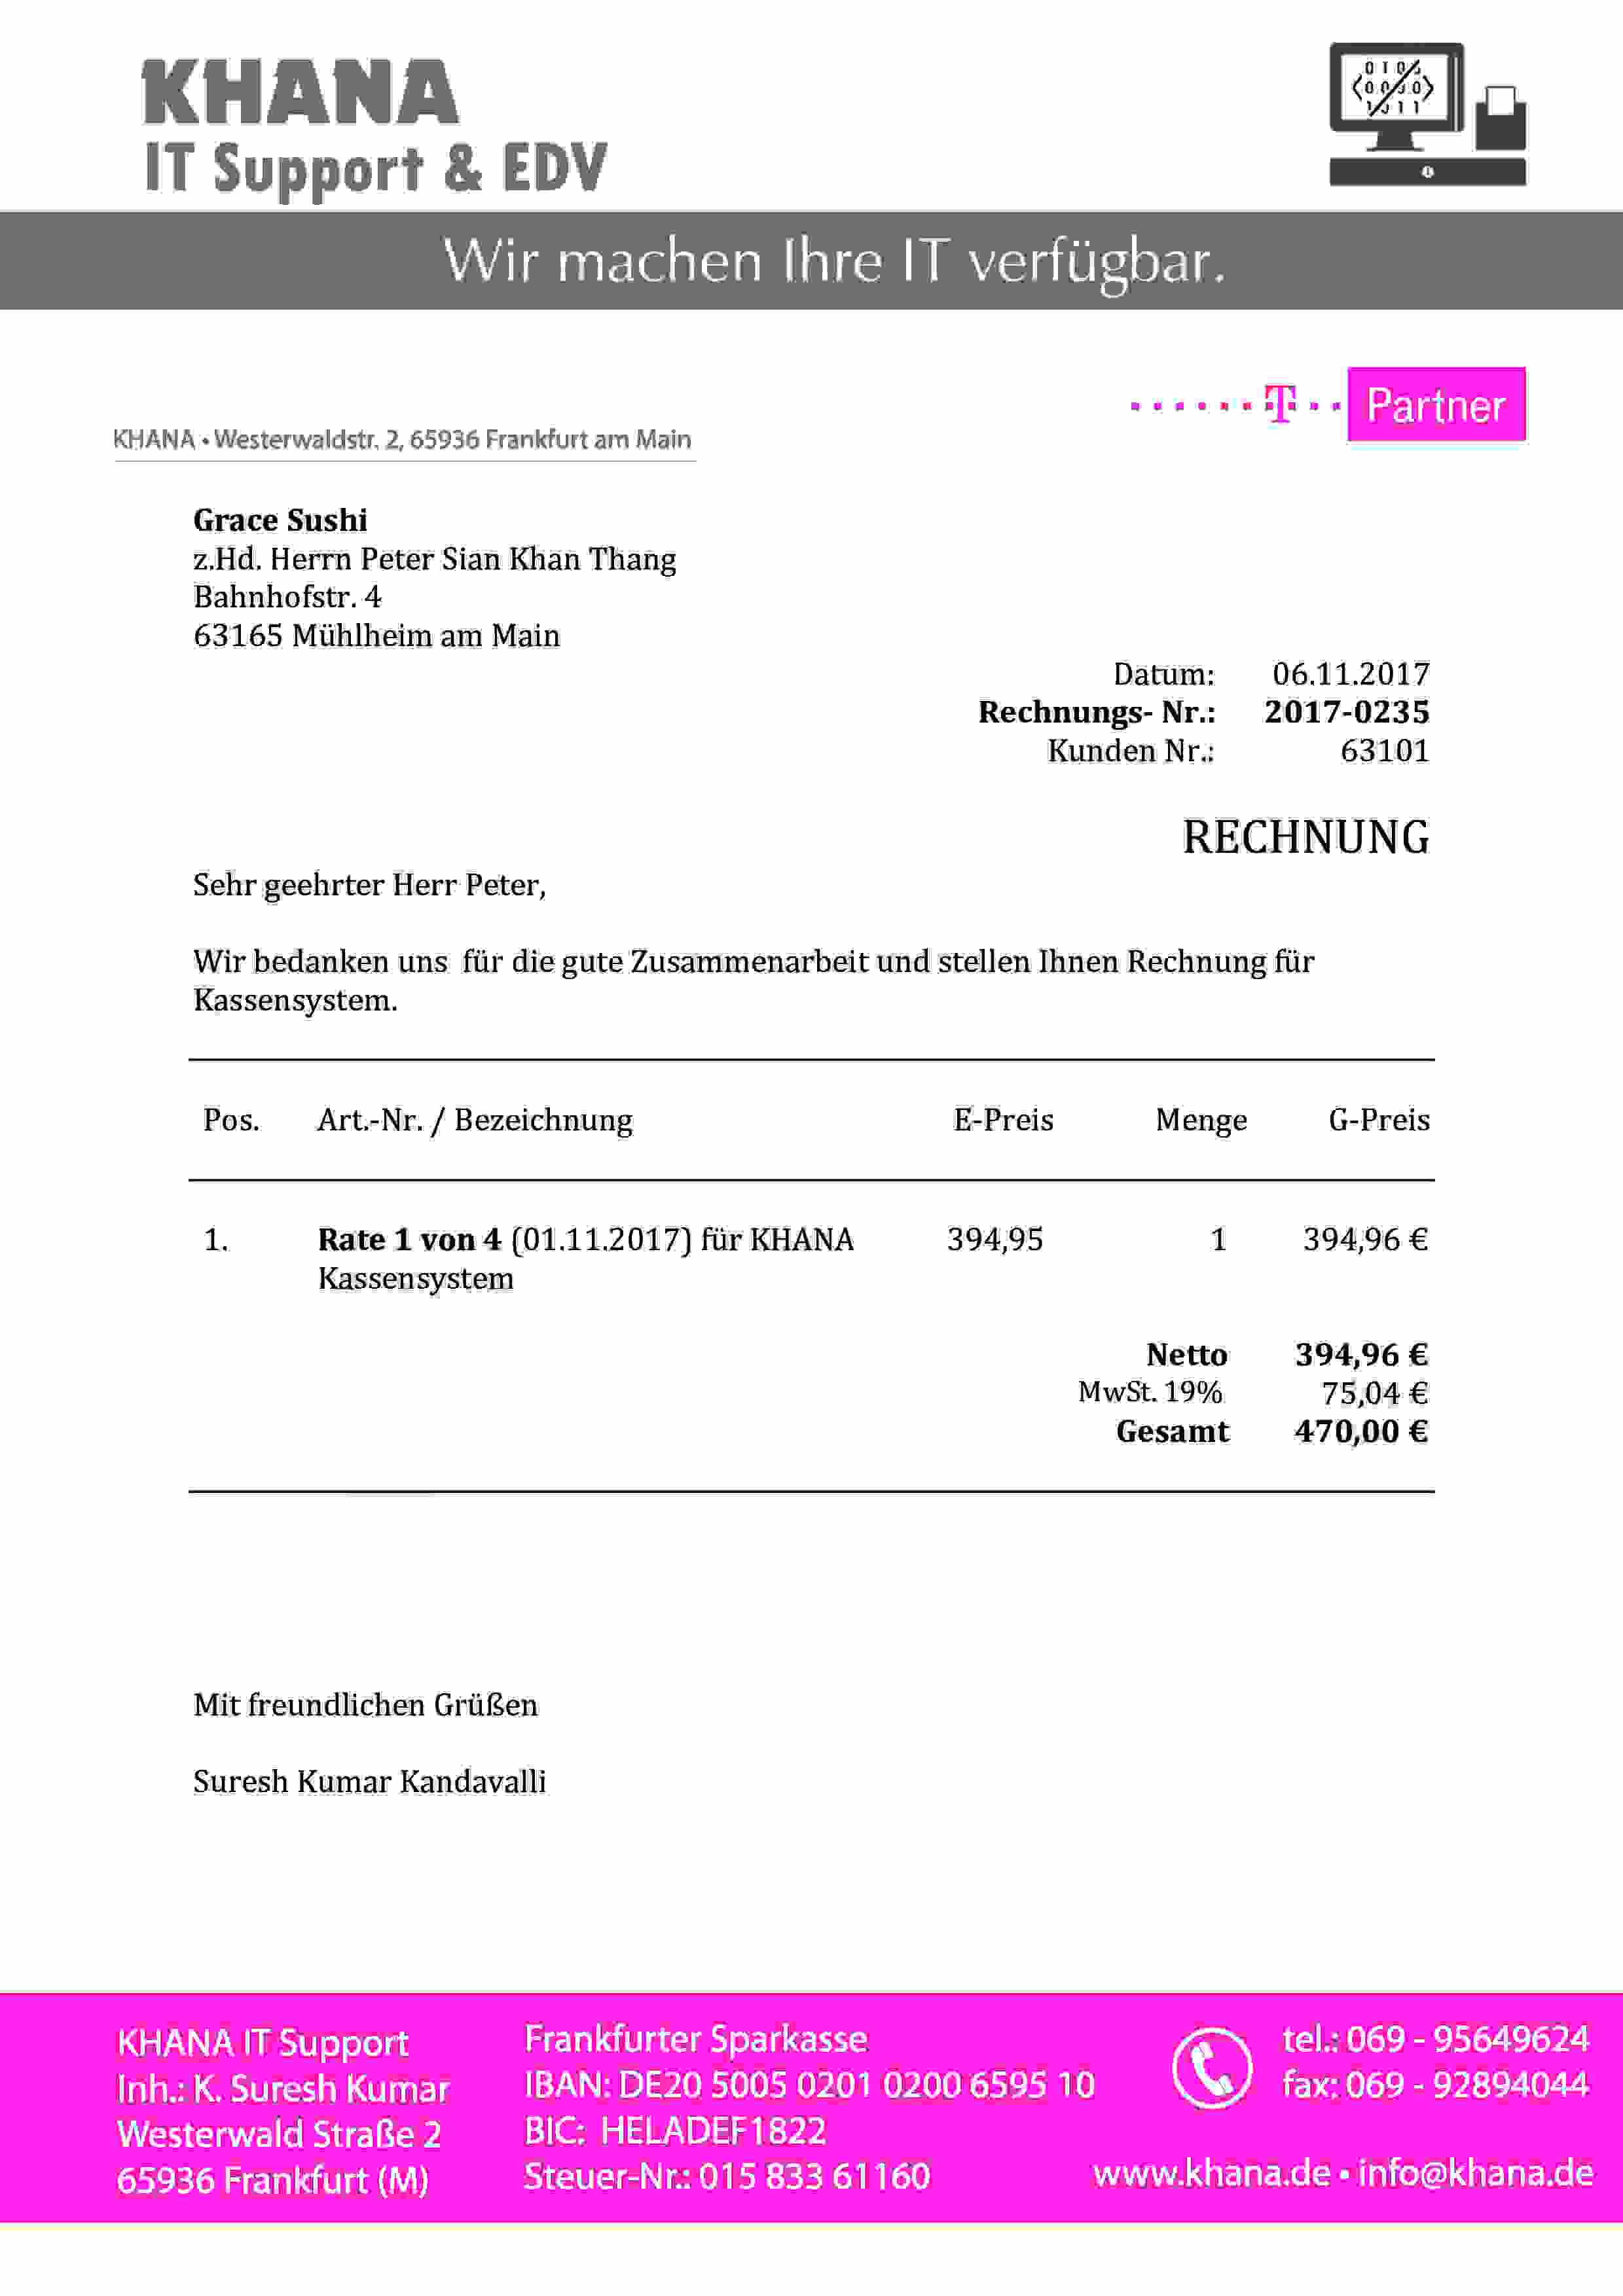 KHANA
IT Support & EDV
Wir machen Ihre IT verfügbar.
T Partner
KHANA • Westerwaldstr. 2, 65936 Frankfurt am Main
Grace Sushi
z.Hd. Herrn Peter Sian Khan Thang
Bahnhofstr. 4
63165 Mühlheim am Main
Datum: 06.11.2017
Rechnungs- Nr.: 2017-0235
Kunden Nr.: 63101
RECHNUNG
Sehr geehrter Herr Peter,
Wir bedanken uns für die gute Zusammenarbeit und stellen Ihnen Rechnung für
Kassensystem.
Pos. Art.-Nr. / Bezeichnung E-Preis Menge G-Preis
1. Rate 1 von 4 (01.11.2017) für KHANA 394,95 1 394,96 €
Kassensystem
Netto 394,96 €
MwSt. 19% 75,04 €
Gesamt 470,00 €
Mit freundlichen Grüßen
Suresh Kumar Kandavalli
KHANA IT Support
Inh.: K. Suresh Kumar
Westerwald Straße 2
65936 Frankfurt (M)
Frankfurter Sparkasse
IBAN: DE20 5005 0201 0200 6595 10
BIC: HELADEF1822
Steuer-Nr.: 015 833 61160
tel.: 069 - 95649624
fax: 069 - 92894044
www.khana.de • info@khana.de